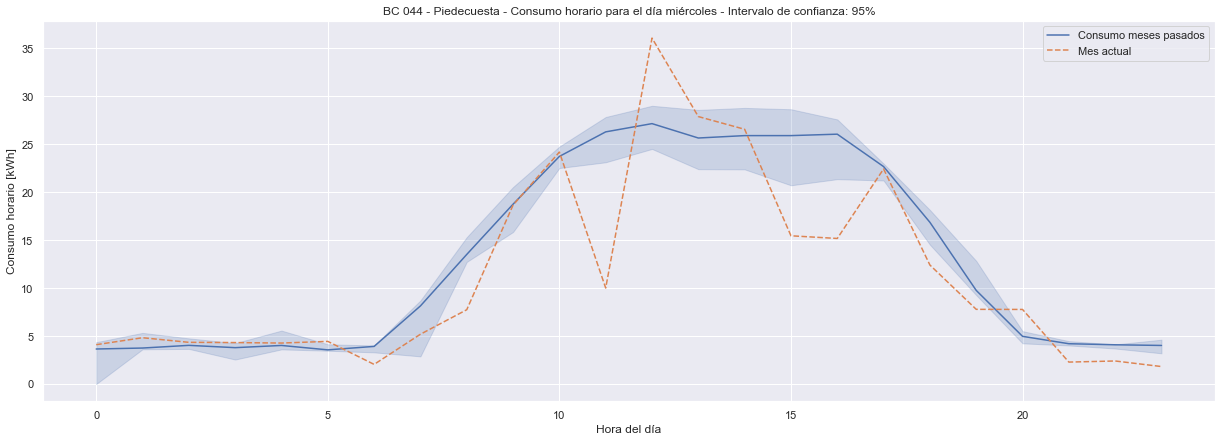 BC 044 - Piedecuesta - Consumo horario para el día miércoles - Intervalo de confianza: 95%
Consumo meses pasados
Mes actual
Consumo horario [kWh]
35
30
25
20
15
10
5
0
0
5
10
15
20
Hora del día